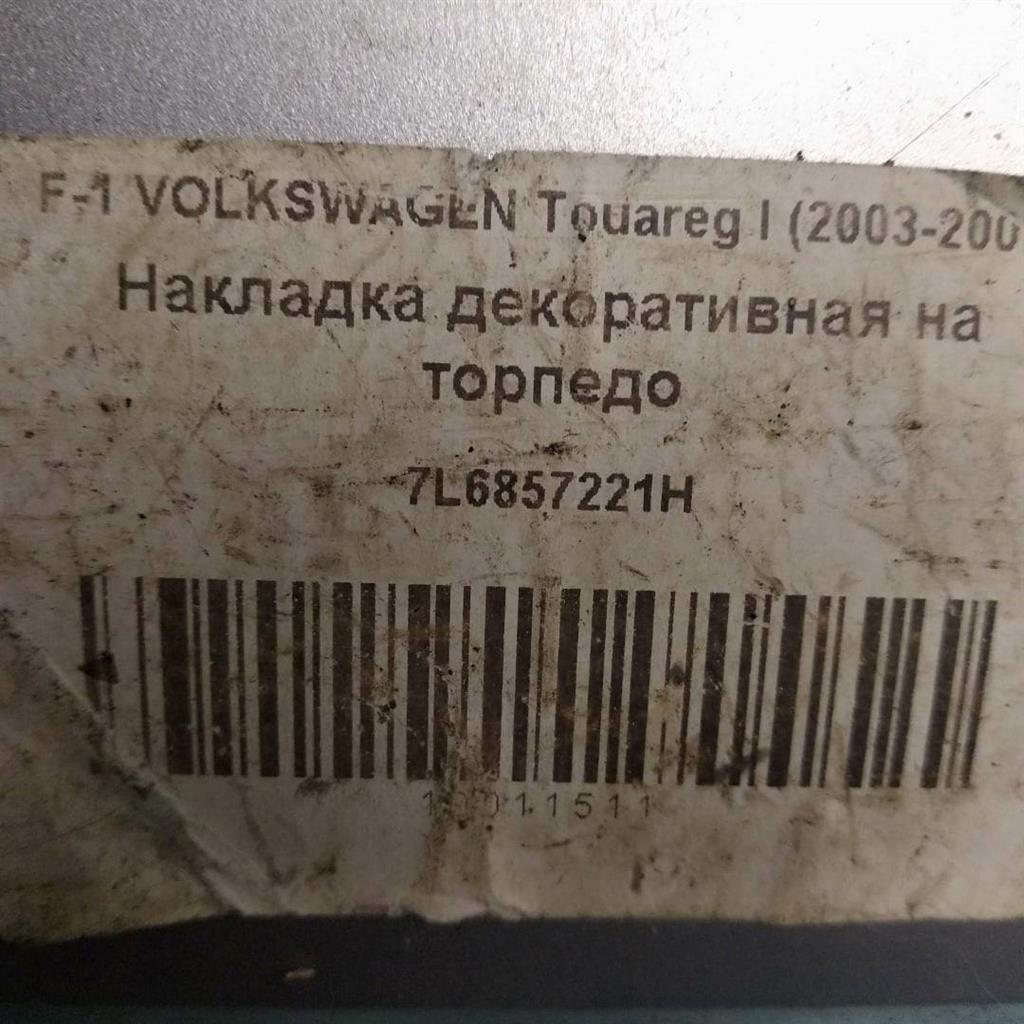 F-1 VOLKSWAGEN Touareg I (2003-200
Накладка декоративная на
торпедо
7L6857221H